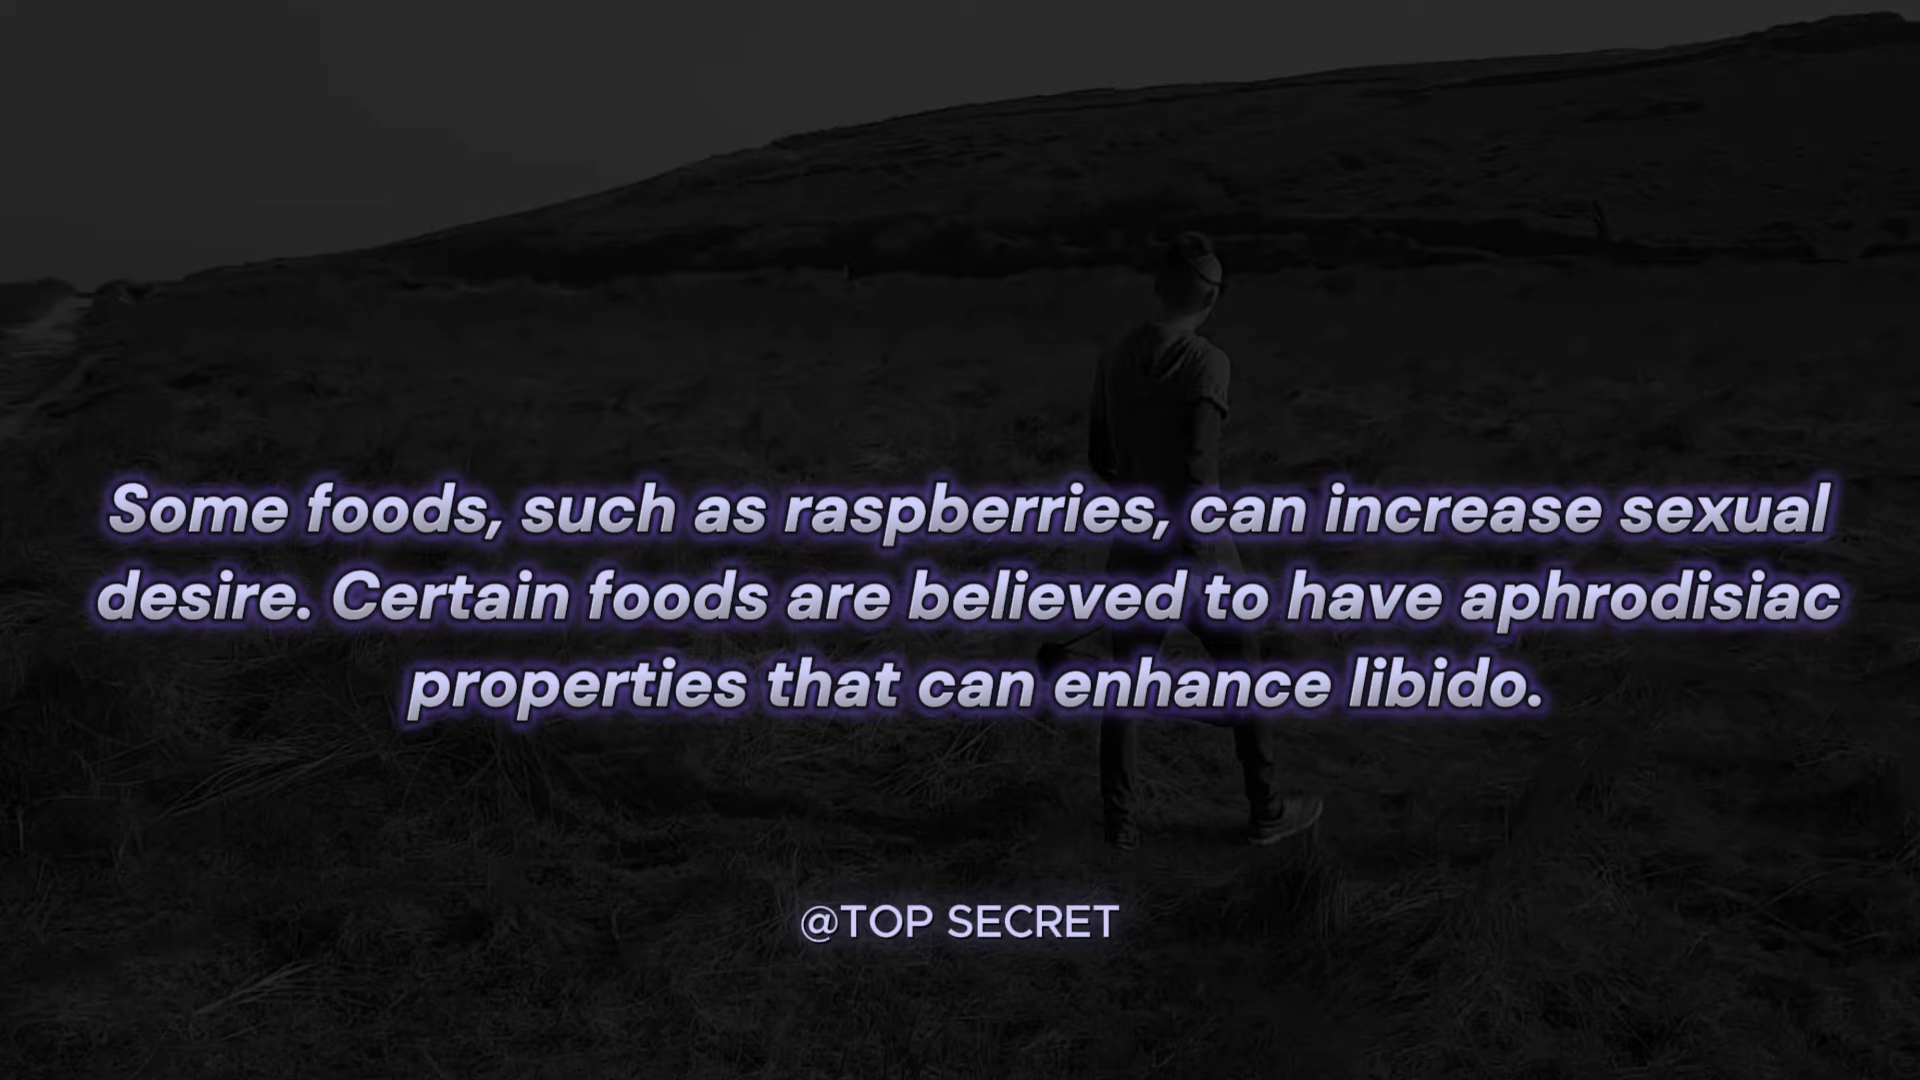 Some foods, such as raspberries, can increase sexual
desire. Certain foods are believed to have aphrodisiac
properties that can enhance libido.
@TOP SECRET